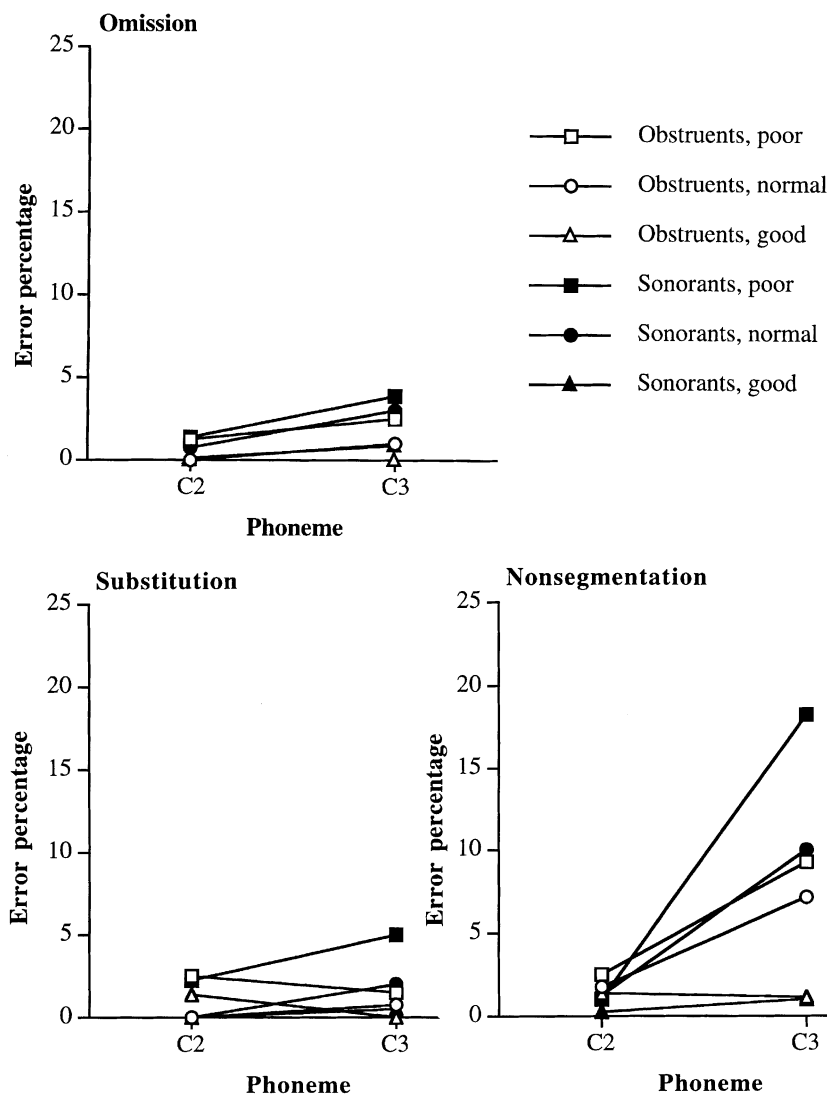 Omission
25
20
15
10
5
0
Error percentage
C2 C3
Phoneme
Obstruents, poor
Obstruents, normal
Obstruents, good
Sonorants, poor
Sonorants, normal
Sonorants, good
Substitution
25
20
15
10
5
0
Error percentage
C2 C3
Phoneme
Nonsegmentation
25
20
15
10
5
0
Error percentage
C2 C3
Phoneme